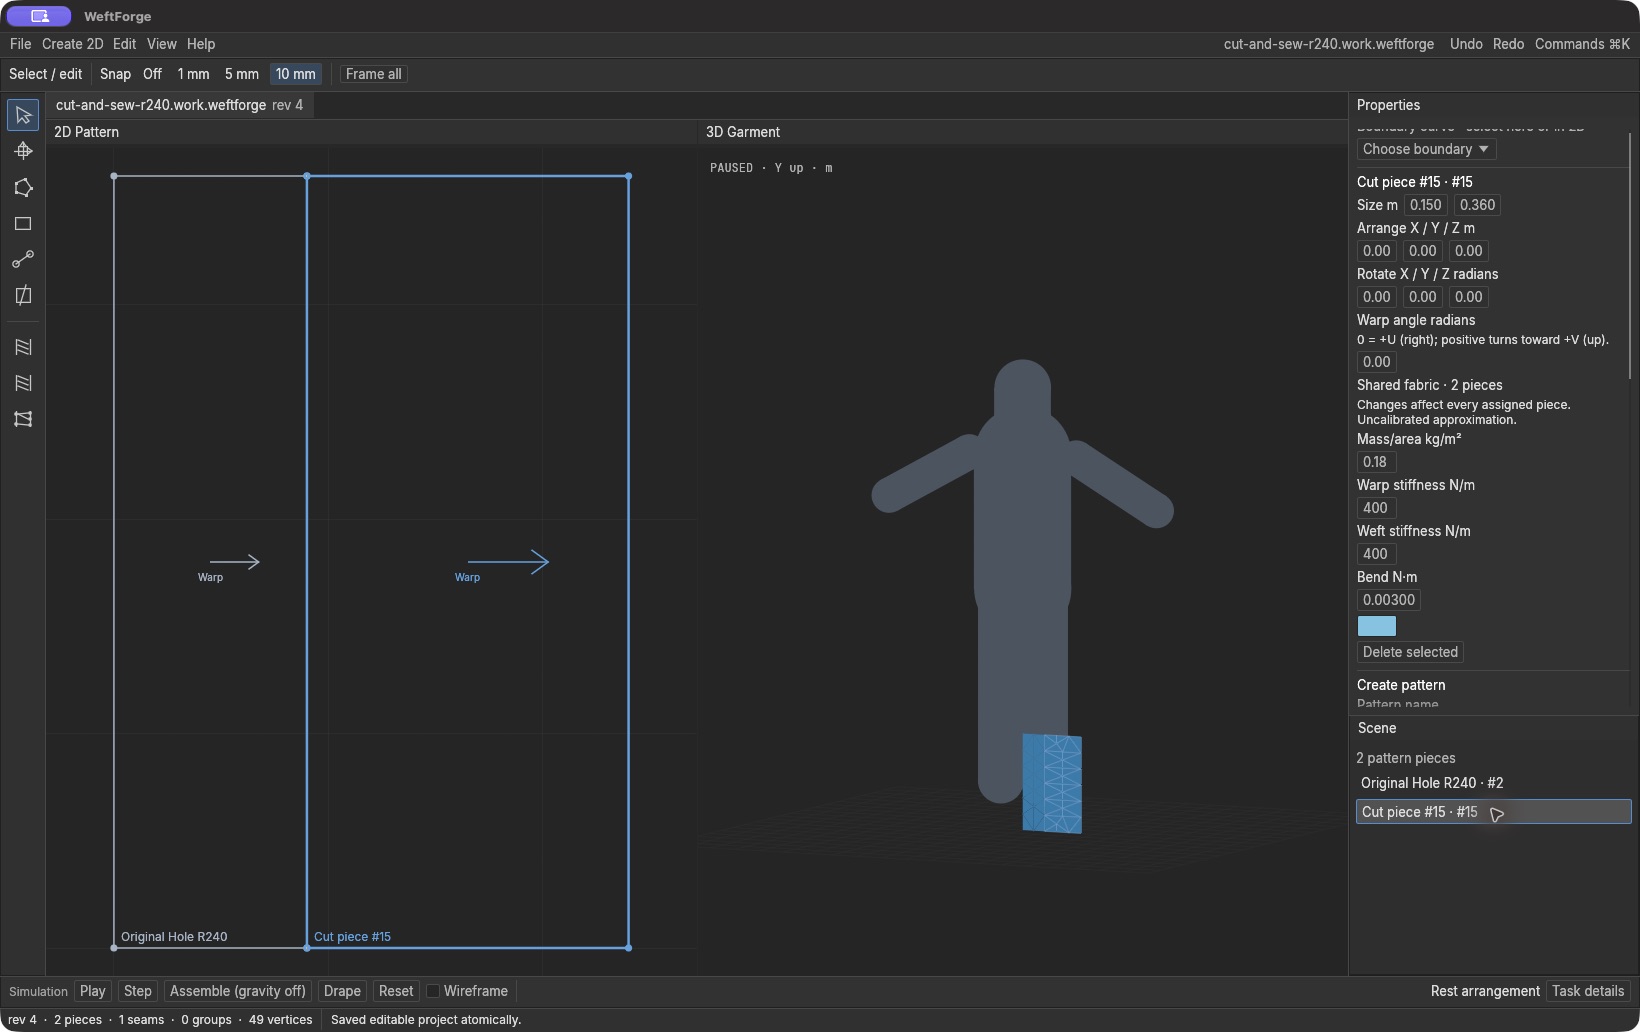 WeftForge
File Create 2D Edit View Help
cut-and-sew-r240.work.weftforge Undo Redo Commands ⌘K
Select / edit Snap Off 1 mm 5 mm 10 mm Frame all
cut-and-sew-r240.work.weftforge rev 4
2D Pattern
Warp
Warp
Original Hole R240
Cut piece #15
3D Garment
PAUSED · Y up · m
Properties
Choose boundary
Cut piece #15 · #15
Size m 0.150 0.360
Arrange X / Y / Z m
0.00 0.00 0.00
Rotate X / Y / Z radians
0.00 0.00 0.00
Warp angle radians
0 = +U (right); positive turns toward +V (up).
0.00
Shared fabric · 2 pieces
Changes affect every assigned piece.
Uncalibrated approximation.
Mass/area kg/m²
0.18
Warp stiffness N/m
400
Weft stiffness N/m
400
Bend N·m
0.00300
Delete selected
Create pattern
Pattern name
Scene
2 pattern pieces
Original Hole R240 · #2
Cut piece #15 · #15
Simulation Play Step Assemble (gravity off) Drape Reset Wireframe
Rest arrangement Task details
rev 4 · 2 pieces · 1 seams · 0 groups · 49 vertices Saved editable project atomically.